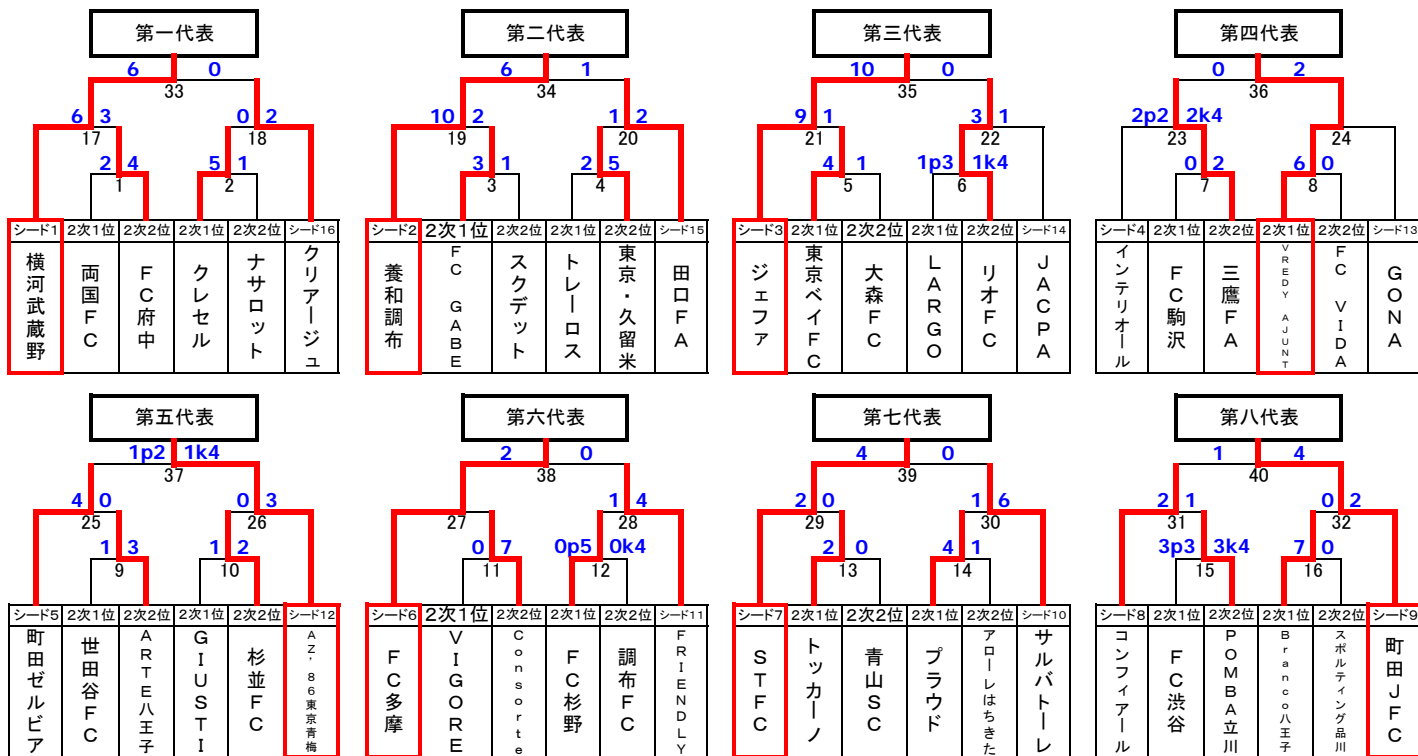 第一代表
第二代表
第三代表
第四代表
6 0
33
6 1
34
10 0
35
0 2
36
6 3
17
0 2
18
10 2
19
1 2
20
9 1
21
3 1
22
2p2 2k4
23
24
2 4
1
5 1
2
3 1
3
2 5
4
4 1
5
1p3 1k4
6
0 2
7
6 0
8
シード1 2次1位 2次2位 2次1位 2次2位 シード16
横河武蔵野
両国FC
FC府中
クレセル
ナサロット
クリアージュ
シード2 2次1位 2次2位 2次1位 2次2位 シード15
養和調布
FC GABE
スクデット
トレーロス
東京・久留米
田口FA
シード3 2次1位 2次2位 2次1位 2次2位 シード14
ジェファ
東京ベイFC
大森FC
LARGO
リオFC
JACPA
シード4 2次1位 2次2位 2次1位 2次2位 シード13
インテリオール
FC駒沢
三鷹FA
VREDY AJUNT
FC VIDA
GONA
第五代表
第六代表
第七代表
第八代表
1p2 1k4
37
2 0
38
4 0
39
1 4
40
4 0
25
0 3
26
27
1 4
28
2 0
29
1 6
30
2 1
31
0 2
32
1 3
9
1 2
10
0 7
11
0p5 0k4
12
2 0
13
4 1
14
3p3 3k4
15
7 0
16
シード5 2次1位 2次2位 2次1位 2次2位 シード12
町田ゼルビア
世田谷FC
ARTE八王子
GIUSTI
杉並FC
AZ'86東京青梅
シード6 2次1位 2次2位 2次1位 2次2位 シード11
FC多摩
VIGORE
Consorte
FC杉野
調布FC
FRIENDLY
シード7 2次1位 2次2位 2次1位 2次2位 シード10
STFC
トッカーノ
青山SC
プラウド
アローレはちきた
サルバトーレ
シード8 2次1位 2次2位 2次1位 2次2位 シード9
コンフィアール
FC渋谷
POMBA立川
Branco八王子
スポルティング品川
町田JFC